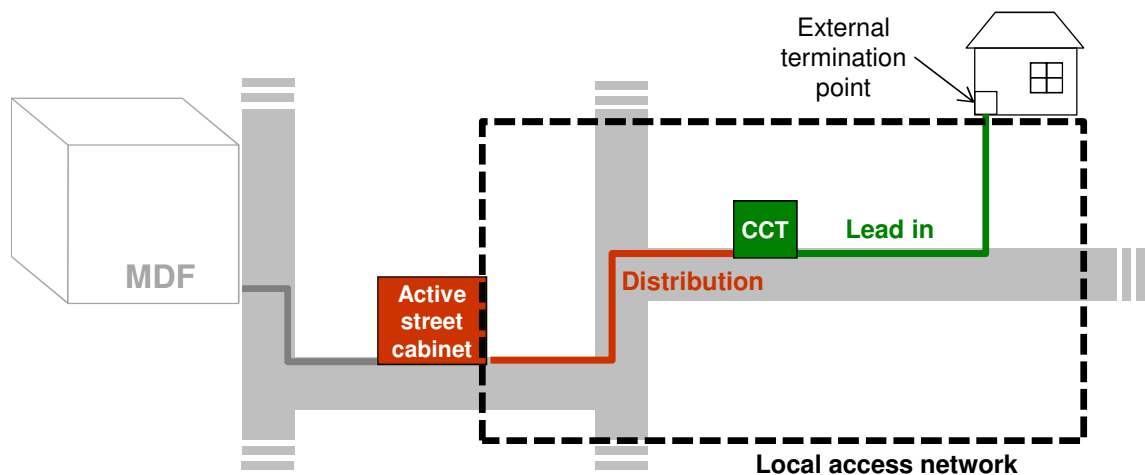 External
termination
point
MDF
CCT
Lead in
Distribution
Active
street
cabinet
Local access network